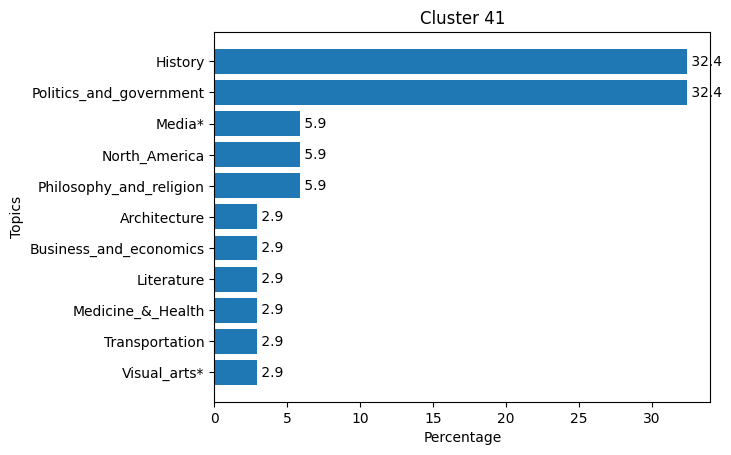 Cluster 41
History 32.4
Politics_and_government 32.4
Media* 5.9
North_America 5.9
Philosophy_and_religion 5.9
Architecture 2.9
Business_and_economics 2.9
Literature 2.9
Medicine_&_Health 2.9
Transportation 2.9
Visual_arts* 2.9
Topics
0 5 10 15 20 25 30
Percentage